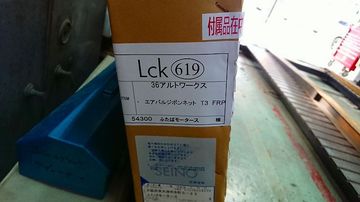 付属品在中
Lck 619
36アルトワークス
エアバルジボンネット T3 FRP
54300 ふたばモータース 様
SEINO